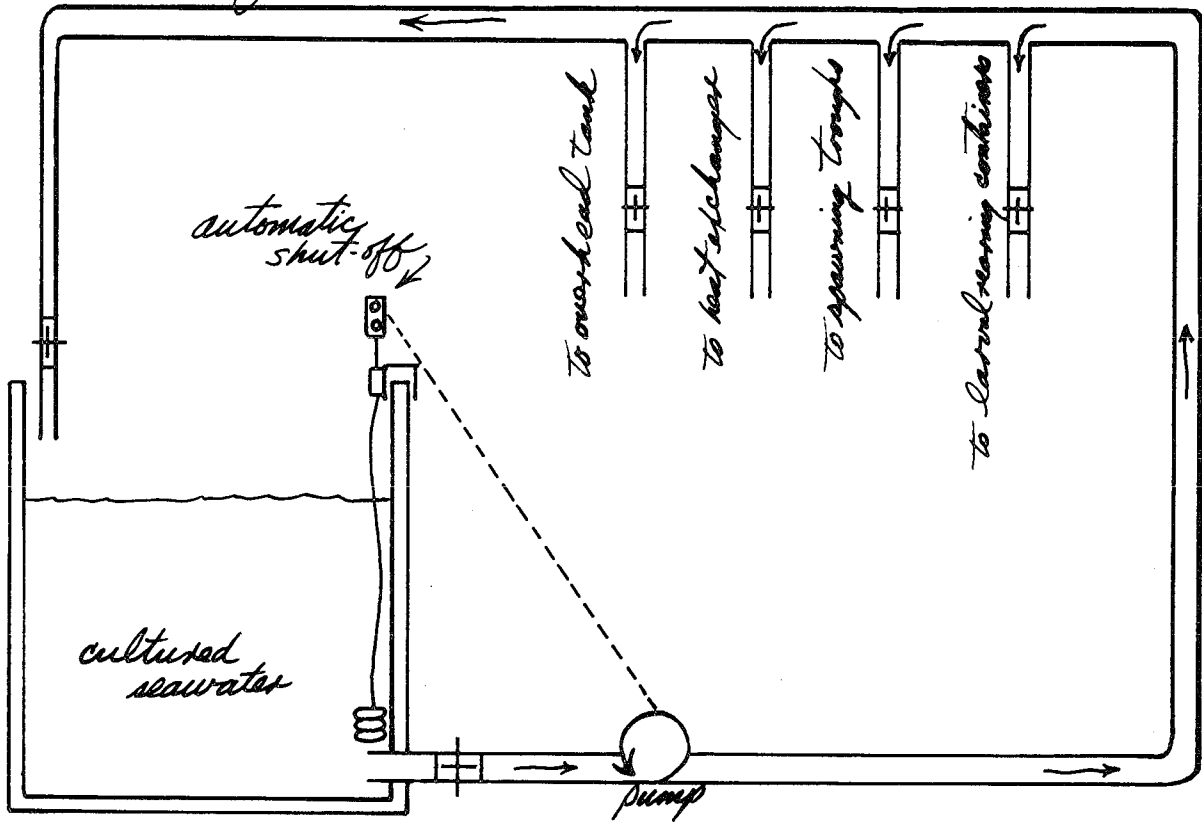 automatic
shut-off
to overhead tank
to heat exchanger
to spawning troughs
to larval rearing containers
cultured
seawater
pump